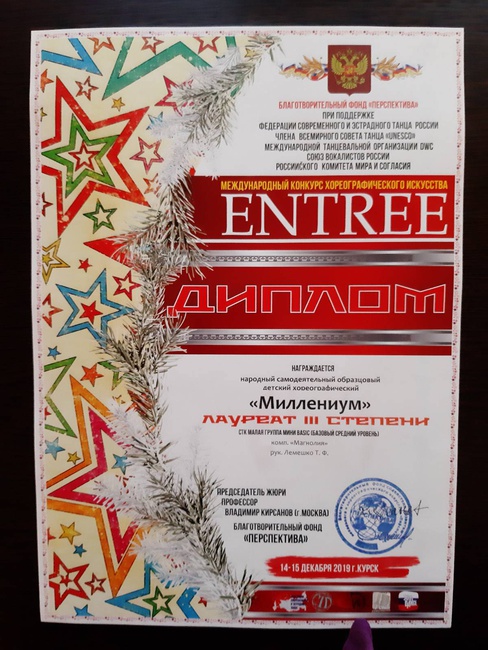 БЛАГОТВОРИТЕЛЬНЫЙ ФОНД «ПЕРСПЕКТИВА»
ПРИ ПОДДЕРЖКЕ
ФЕДЕРАЦИИ СОВРЕМЕННОГО И ЭСТРАДНОГО ТАНЦА РОССИИ
ЧЛЕНА ВСЕМИРНОГО СОВЕТА ТАНЦА «UNESCO»
МЕЖДУНАРОДНОЙ ТАНЦЕВАЛЬНОЙ ОРГАНИЗАЦИИ DWC
СОЮЗ ВОКАЛИСТОВ РОССИИ
РОССИЙСКОГО КОМИТЕТА МИРА И СОГЛАСИЯ
МЕЖДУНАРОДНЫЙ КОНКУРС ХОРЕОГРАФИЧЕСКОГО ИСКУССТВА
ENTREE
ДИПЛОМ
НАГРАЖДАЕТСЯ
народный самодеятельный образцовый
детский хореографический
«Миллениум»
ЛАУРЕАТ III СТЕПЕНИ
СТК МАЛАЯ ГРУППА МИНИ BASIC (БАЗОВЫЙ СРЕДНИЙ УРОВЕНЬ)
комп. «Магнолия»
рук. Лемешко Т. Ф.
ПРЕДСЕДАТЕЛЬ ЖЮРИ
ПРОФЕССОР
ВЛАДИМИР КИРСАНОВ (г.МОСКВА)
БЛАГОТВОРИТЕЛЬНЫЙ ФОНД
«ПЕРСПЕКТИВА»
14-15 ДЕКАБРЯ 2019 г.КУРСК